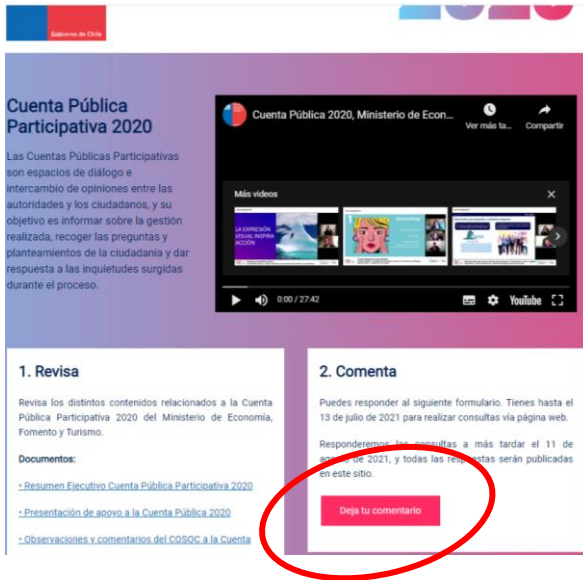 2020
Gobierno de Chile
Cuenta Pública
Participativa 2020
Las Cuentas Públicas Participativas
son espacios de diálogo e
intercambio de opiniones entre las
autoridades y los ciudadanos, y su
objetivo es informar sobre la gestión
realizada, recoger las preguntas y
planteamientos de la ciudadanía y dar
respuesta a las inquietudes surgidas
durante el proceso.
Cuenta Pública 2020, Ministerio de Econ...
Ver más ta...
Compartir
Más videos
LA EXPRESIÓN
VISUAL INSPIRA
ACCIÓN
0:00 / 27:42
YouTube
1. Revisa
Revisa los distintos contenidos relacionados a la Cuenta
Pública Participativa 2020 del Ministerio de Economía,
Fomento y Turismo.
Documentos:
- Resumen Ejecutivo Cuenta Pública Participativa 2020
- Presentación de apoyo a la Cuenta Pública 2020
- Observaciones y comentarios del COSOC a la Cuenta
2. Comenta
Puedes responder al siguiente formulario. Tienes hasta el
13 de julio de 2021 para realizar consultas vía página web.
Responderemos las consultas a más tardar el 11 de
agosto de 2021, y todas las respuestas serán publicadas
en este sitio.
Deja tu comentario